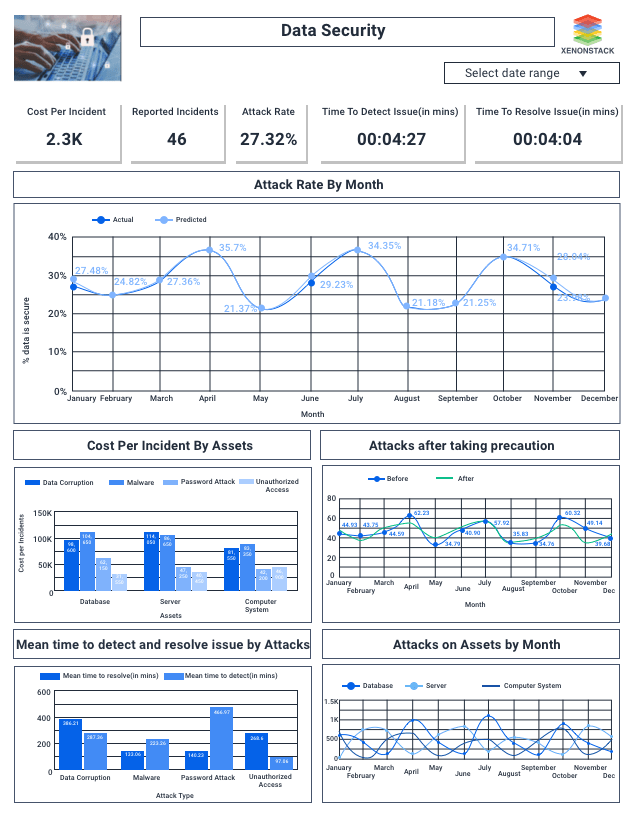 Data Security
XENONSTACK
Select date range
Cost Per Incident
2.3K
Reported Incidents
46
Attack Rate
27.32%
Time To Detect Issue(in mins)
00:04:27
Time To Resolve Issue(in mins)
00:04:04
Attack Rate By Month
Actual
Predicted
% data is secure
40%
30%
20%
10%
0%
27.48%
24.82%
27.36%
35.7%
21.37%
29.23%
34.35%
21.18%
21.25%
34.71%
January
February
March
April
May
June
July
August
September
October
November
December
Month
Cost Per Incident By Assets
Data Corruption
Malware
Password Attack
Unauthorized
Access
Cost per Incidents
150K
100K
50K
0
Database
Server
Computer
System
Assets
Attacks after taking precaution
Before
After
80
60
40
20
0
44.93
43.75
44.59
62.23
34.79
40.90
57.92
35.83
34.76
60.32
49.14
39.68
January
February
March
April
May
June
July
August
September
October
November
Dec
Month
Mean time to detect and resolve issue by Attacks
Mean time to resolve(in mins)
Mean time to detect(in mins)
600
400
200
0
386.21
287.26
133.06
223.26
140.23
466.97
268.6
97.86
Data Corruption
Malware
Password Attack
Unauthorized
Access
Attack Type
Attacks on Assets by Month
Database
Server
Computer System
1.5K
1K
500
0
January
February
March
April
May
June
July
August
September
October
November
Dec